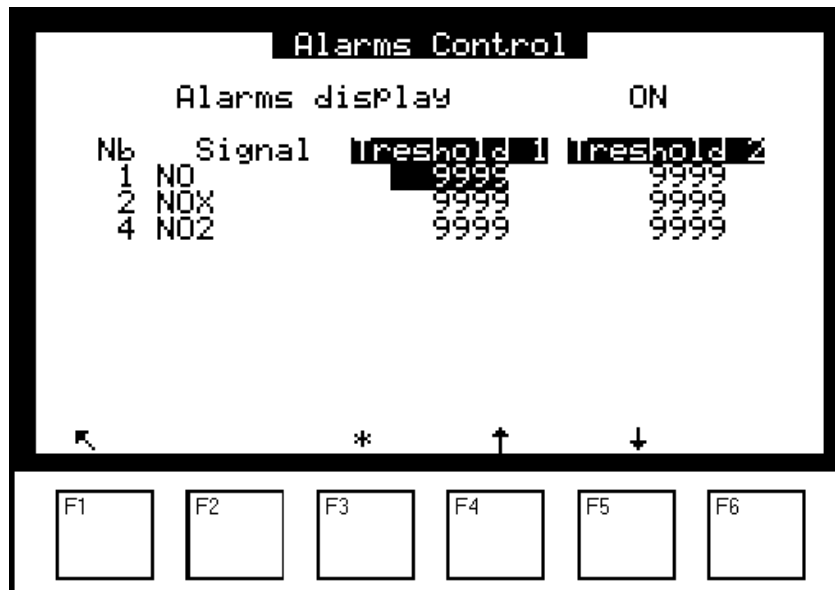 Alarms Control
Alarms display ON
Nb Signal Treshold 1 Treshold 2
1 NO 9999 9999
2 NOX 9999 9999
4 NO2 9999 9999
↖ * ↑ ↓
F1 F2 F3 F4 F5 F6